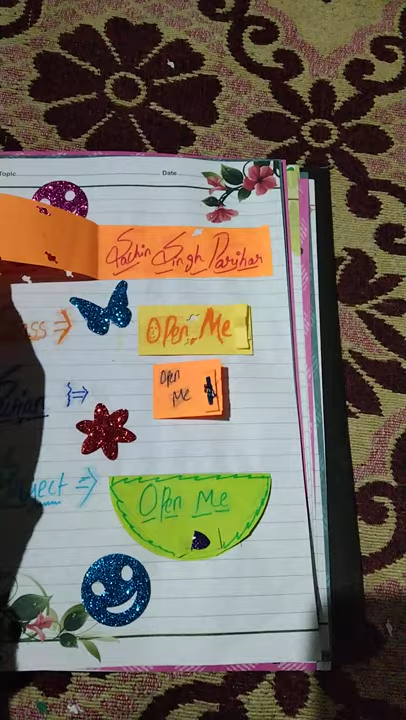 Topic Date
Sachin Singh Parihar
ss ⇒ Open Me
Open
Me
ject ⇒ Open Me